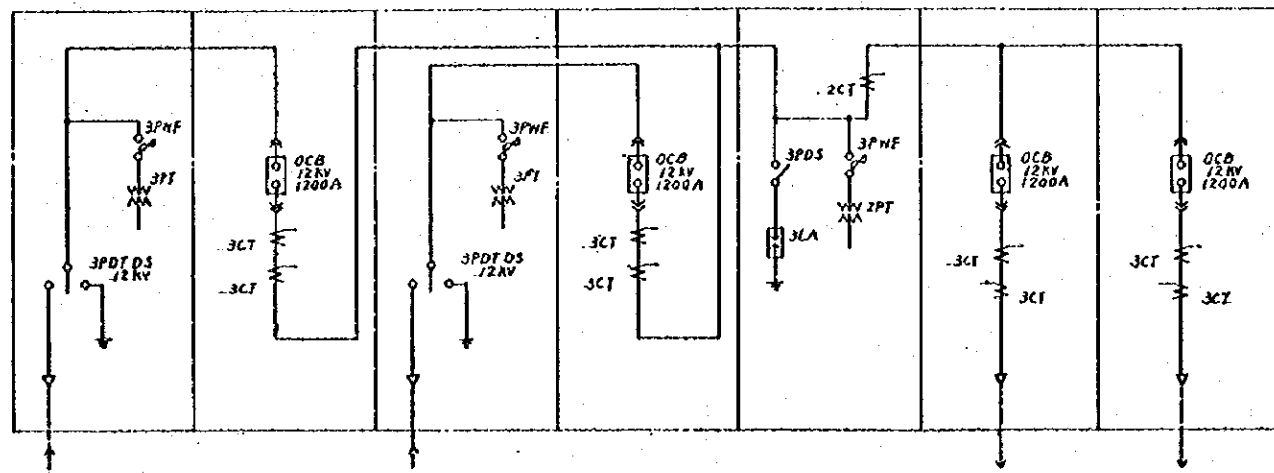 3PWF
3PT
3PDT DS
12KV
OCB
12KV
1200A
3CT
3CT
3PWF
3PT
3PDT DS
12KV
OCB
12KV
1200A
3CT
3CT
2CT
3PDS
3PWF
2PT
3LA
OCB
12KV
1200A
3CT
3CT
OCB
12KV
1200A
3CT
3CT